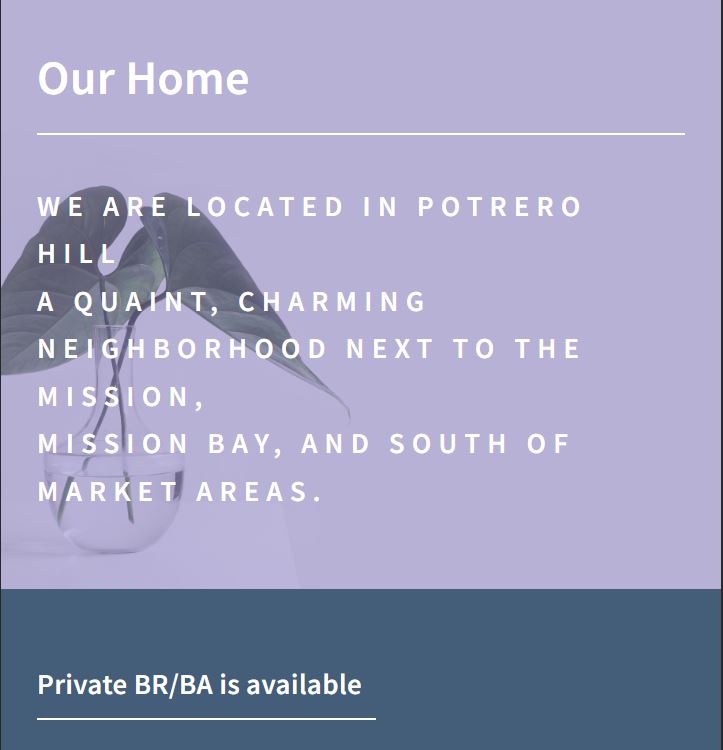 Our Home
WE ARE LOCATED IN POTRERO
HILL
A QUAINT, CHARMING
NEIGHBORHOOD NEXT TO THE
MISSION,
MISSION BAY, AND SOUTH OF
MARKET AREAS.
Private BR/BA is available